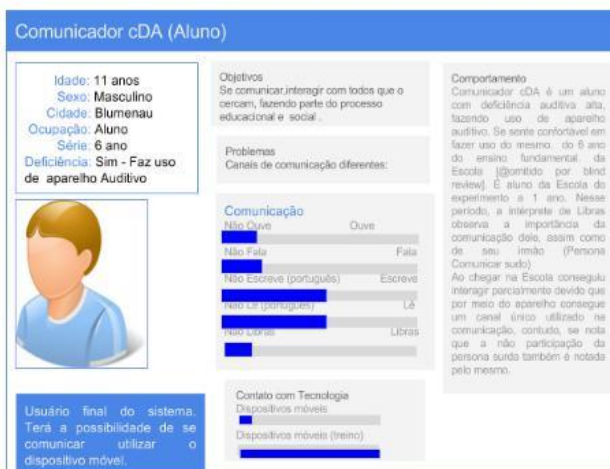 Comunicador cDA (Aluno)
Idade: 11 anos
Sexo: Masculino
Cidade: Blumenau
Ocupação: Aluno
Série: 6 ano
Deficiência: Sim - Faz uso
de aparelho Auditivo
Usuário final do sistema.
Terá a possibilidade de se
comunicar utilizar o
dispositivo móvel.
Objetivos
Se comunicar,interagir com todos que o
cercam, fazendo parte do processo
educacional e social .
Problemas
Canais de comunicação diferentes:
Comunicação
Não Ouve Ouve
Não Fala Fala
Não Escreve (português) Escreve
Não Lê (português) Lê
Não Libras Libras
Contato com Tecnologia
Dispositivos móveis
Dispositivos móveis (treino)
Comportamento
Comunicador cDA é um aluno
com deficiência auditiva alta,
fazendo uso de aparelho
auditivo. Se sente confortável em
fazer uso do mesmo. do 6 ano
do ensino fundamental da
Escola [@omitido por blind
review]. É aluno da Escola do
experimento a 1 ano. Nesse
período, a intérprete de Libras
observa a importância da
comunicação dele, assim como
de seu irmão (Persona
Comunicar sudo)
Ao chegar na Escola conseguiu
interagir parcialmente devido que
por meio do aparelho consegue
um canal único utilizado na
comunicação, contudo, se nota
que a não participação da
persona surda também é notada
pelo mesmo.